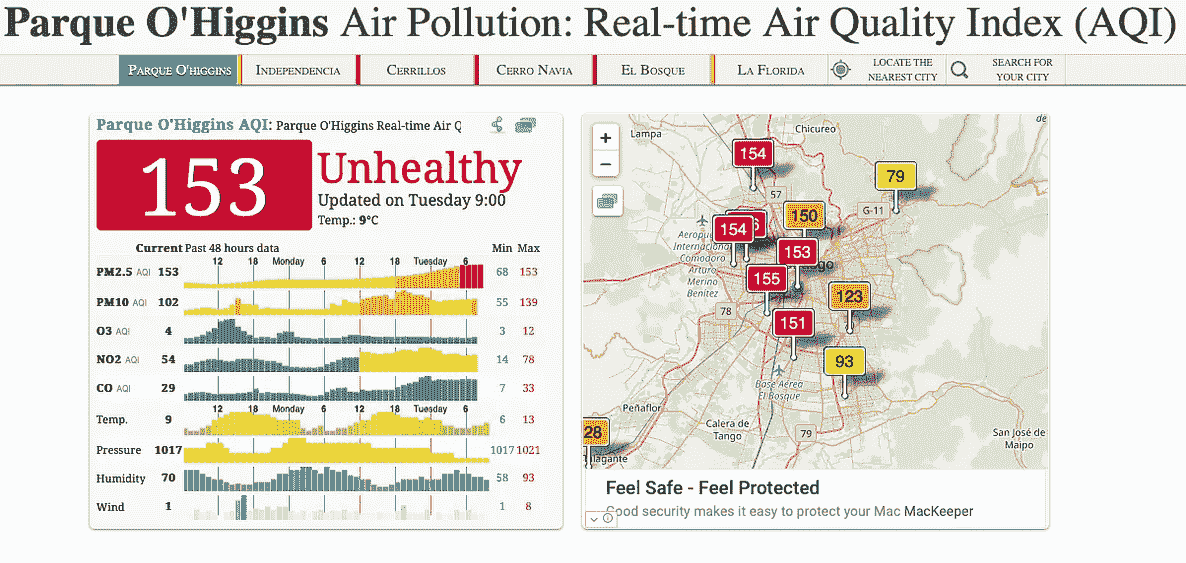 Parque O'Higgins Air Pollution: Real-time Air Quality Index (AQI)
PARQUE O'HIGGINS
INDEPENDENCIA
CERRILLOS
CERRO NAVIA
EL BOSQUE
LA FLORIDA
LOCATE THE
NEAREST CITY
SEARCH FOR
YOUR CITY
Parque O'Higgins AQI: Parque O'Higgins Real-time Air Q
153
Unhealthy
Updated on Tuesday 9:00
Temp.: 9°C
Current Past 48 hours data Min Max
12 18 Monday 6 12 18 Tuesday 6
PM2.5 AQI 153 68 153
PM10 AQI 102 55 139
O3 AQI 4 3 12
NO2 AQI 54 14 78
CO AQI 29 7 33
12 18 Monday 6 12 18 Tuesday 6
Temp. 9 6 13
Pressure 1017 1017 1021
Humidity 70 58 93
Wind 1 1 8
+
−
Lampa
Chicureo
de
154
79
57
G-11
150
154
Aeropu
Internacion
Comodoro
Arturo
Merino
Benítez
153
go
155
123
78
151
93
Base Aérea
El Bosque
Peñaflor
Calera de
Tango
79
28
alagante
San José de
Maipo
Feel Safe - Feel Protected
Good security makes it easy to protect your Mac MacKeeper